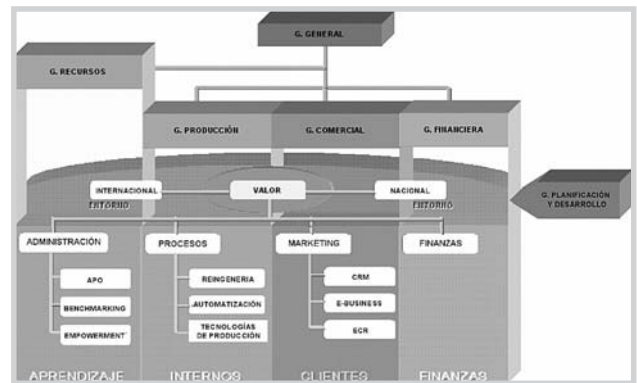 G. GENERAL
G. RECURSOS
G. PRODUCCIÓN
G. COMERCIAL
G. FINANCIERA
INTERNACIONAL
VALOR
NACIONAL
ENTORNO
ENTORNO
G. PLANIFICACIÓN
Y DESARROLLO
ADMINISTRACIÓN
PROCESOS
MARKETING
FINANZAS
APO
REINGENERIA
CRM
BENCHMARKING
AUTOMATIZACIÓN
E-BUSINESS
EMPOWERMENT
TECNOLOGÍAS
DE PRODUCCIÓN
ECR
APRENDIZAJE
INTERNOS
CLIENTES
FINANZAS